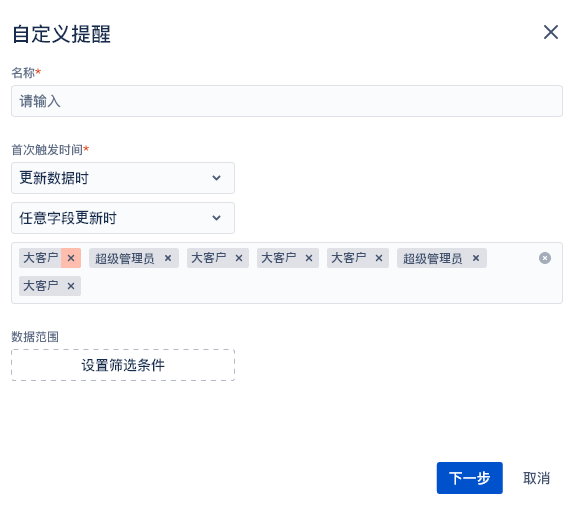 自定义提醒
名称*
请输入
首次触发时间*
更新数据时
任意字段更新时
大客户 超级管理员 大客户 大客户 大客户 超级管理员
大客户
数据范围
设置筛选条件
下一步 取消